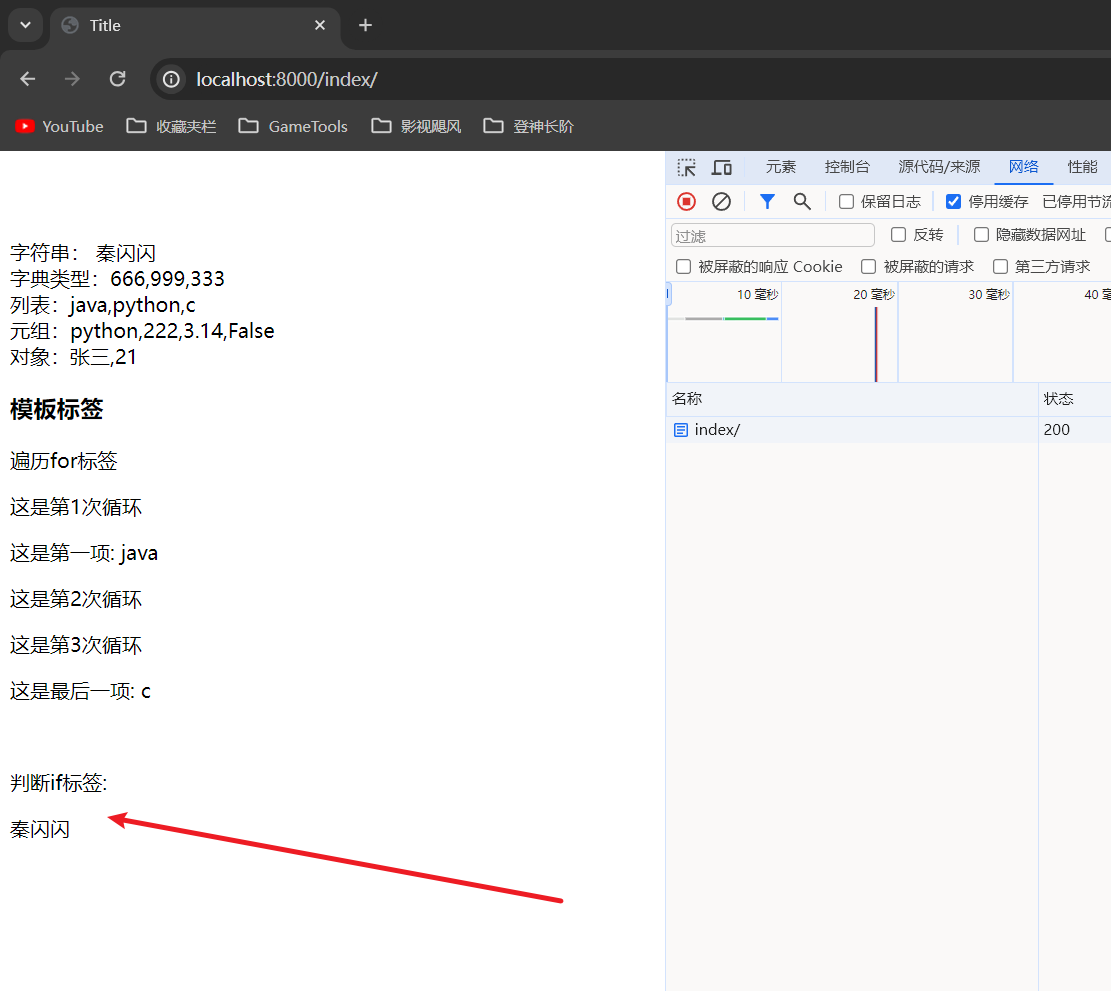 Title
localhost:8000/index/
YouTube 收藏夹栏 GameTools 影视飓风 登神长阶
元素 控制台 源代码/来源 网络 性能
保留日志 停用缓存 已停用节流
过滤 反转 隐藏数据网址
被屏蔽的响应 Cookie 被屏蔽的请求 第三方请求
10 毫秒 20 毫秒 30 毫秒 40 毫
名称 状态
index/ 200
字符串： 秦闪闪
字典类型：666,999,333
列表：java,python,c
元组：python,222,3.14,False
对象：张三,21
模板标签
遍历for标签
这是第1次循环
这是第一项: java
这是第2次循环
这是第3次循环
这是最后一项: c
判断if标签:
秦闪闪